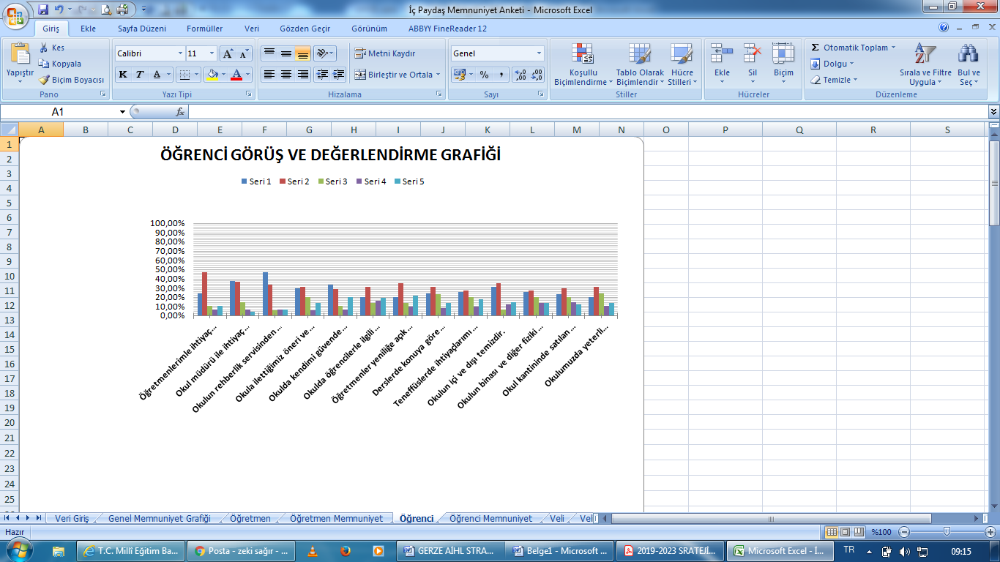 İç Paydaş Memnuniyet Anketi - Microsoft Excel
Giriş Ekle Sayfa Düzeni Formüller Veri Gözden Geçir Görünüm ABBYY FineReader 12
Yapıştır
Kes
Kopyala
Biçim Boyacısı
Pano
Calibri 11
K T A
Yazı Tipi
Metni Kaydır
Birleştir ve Ortala
Hizalama
Genel
% ,
Sayı
Koşullu Biçimlendirme
Tablo Olarak Biçimlendir
Hücre Stilleri
Stiller
Ekle Sil Biçim
Hücreler
Σ Otomatik Toplam
Dolgu
Temizle
Sırala ve Filtre Uygula
Bul ve Seç
Düzenleme
A1 fx
A B C D E F G H I J K L M N O P Q R S
1
2
3
4
5
6
7
8
9
10
11
12
13
14
15
16
17
18
19
20
21
22
23
24
25
ÖĞRENCİ GÖRÜŞ VE DEĞERLENDİRME GRAFİĞİ
Seri 1 Seri 2 Seri 3 Seri 4 Seri 5
100,00%
90,00%
80,00%
70,00%
60,00%
50,00%
40,00%
30,00%
20,00%
10,00%
0,00%
Öğretmenlerimle ihtiyaç…
Okul müdürü ile ihtiyaç…
Okulun rehberlik servisinden…
Okula ilettiğimiz öneri ve…
Okulda kendimi güvende…
Okulda öğrencilerle ilgili…
Öğretmenler yeniliğe açık…
Derslerde konuya göre…
Teneffüslerde ihtiyaçlarımı…
Okulun içi ve dışı temizdir.
Okulun binası ve diğer fiziki…
Okul kantininde satılan…
Okulumuzda yeterli…
Veri Giriş Genel Memnuniyet Grafiği Öğretmen Öğretmen Memnuniyet Öğrenci Öğrenci Memnuniyet Veli Vel
Hazır %100
T.C. Millî Eğitim Ba... Posta - zeki sağır - ... GERZE AİHL STRA... Belge1 - Microsoft ... 2019-2023 SRATEJİ... Microsoft Excel - İ... TR 09:15